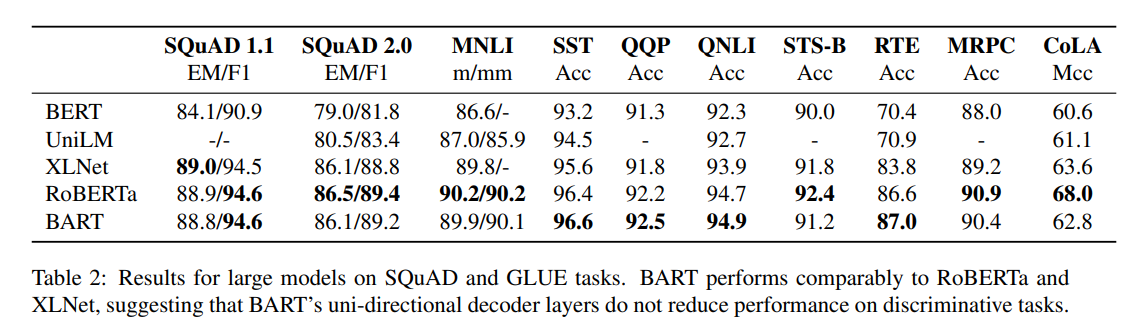 SQuAD 1.1 SQuAD 2.0 MNLI SST QQP QNLI STS-B RTE MRPC CoLA
EM/F1 EM/F1 m/mm Acc Acc Acc Acc Acc Acc Mcc
BERT 84.1/90.9 79.0/81.8 86.6/- 93.2 91.3 92.3 90.0 70.4 88.0 60.6
UniLM -/- 80.5/83.4 87.0/85.9 94.5 - 92.7 - 70.9 - 61.1
XLNet 89.0/94.5 86.1/88.8 89.8/- 95.6 91.8 93.9 91.8 83.8 89.2 63.6
RoBERTa 88.9/94.6 86.5/89.4 90.2/90.2 96.4 92.2 94.7 92.4 86.6 90.9 68.0
BART 88.8/94.6 86.1/89.2 89.9/90.1 96.6 92.5 94.9 91.2 87.0 90.4 62.8
Table 2: Results for large models on SQuAD and GLUE tasks. BART performs comparably to RoBERTa and
XLNet, suggesting that BART's uni-directional decoder layers do not reduce performance on discriminative tasks.